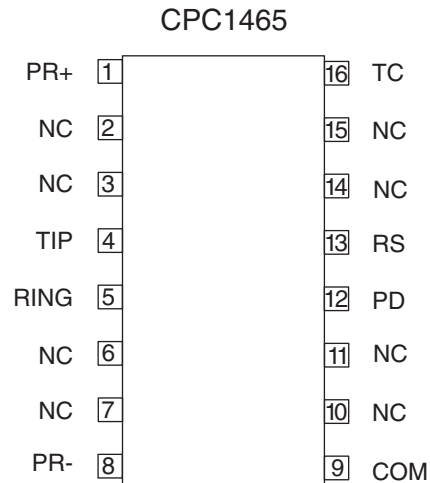 CPC1465
PR+ 1 16 TC
NC 2 15 NC
NC 3 14 NC
TIP 4 13 RS
RING 5 12 PD
NC 6 11 NC
NC 7 10 NC
PR- 8 9 COM